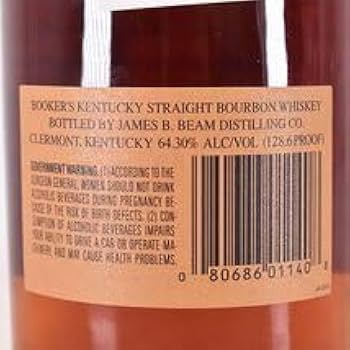 BOOKER'S KENTUCKY STRAIGHT BOURBON WHISKEY
BOTTLED BY JAMES B. BEAM DISTILLING CO.
CLERMONT, KENTUCKY 64.30% ALC/VOL (128.6PROOF)
GOVERNMENT WARNING: (1) ACCORDING TO THE
SURGEON GENERAL, WOMEN SHOULD NOT DRINK
ALCOHOLIC BEVERAGES DURING PREGNANCY BE-
CAUSE OF THE RISK OF BIRTH DEFECTS. (2) CON-
SUMPTION OF ALCOHOLIC BEVERAGES IMPAIRS
YOUR ABILITY TO DRIVE A CAR OR OPERATE MA-
CHINERY, AND MAY CAUSE HEALTH PROBLEMS.
0 80686 01140 8